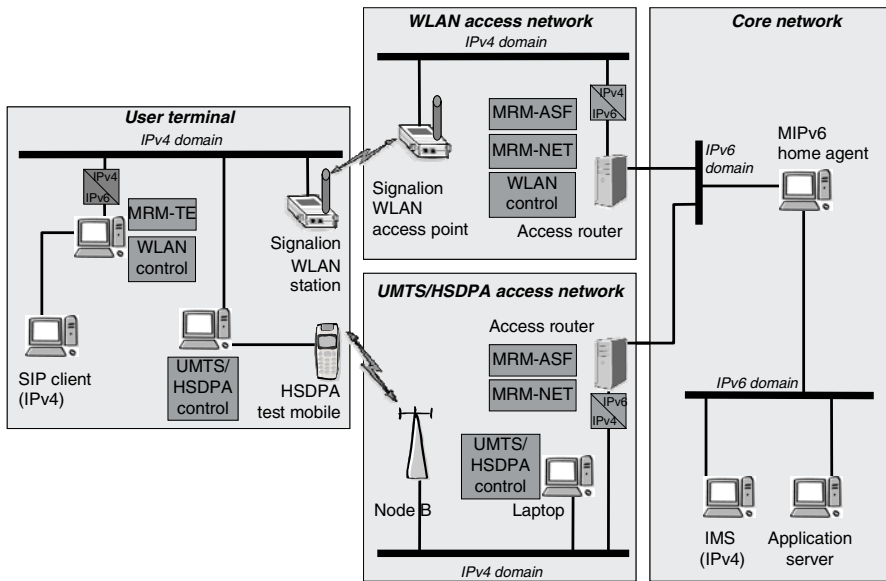 User terminal
IPv4 domain
IPv4
IPv6
MRM-TE
WLAN
control
Signalion
WLAN
station
SIP client
(IPv4)
UMTS/
HSDPA
control
HSDPA
test mobile
WLAN access network
IPv4 domain
IPv4
IPv6
MRM-ASF
MRM-NET
WLAN
control
Signalion
WLAN
access point
Access router
UMTS/HSDPA access network
Access router
MRM-ASF
MRM-NET
IPv6
IPv4
UMTS/
HSDPA
control
Node B
Laptop
IPv4 domain
Core network
IPv6
domain
MIPv6
home agent
IPv6 domain
IMS
(IPv4)
Application
server